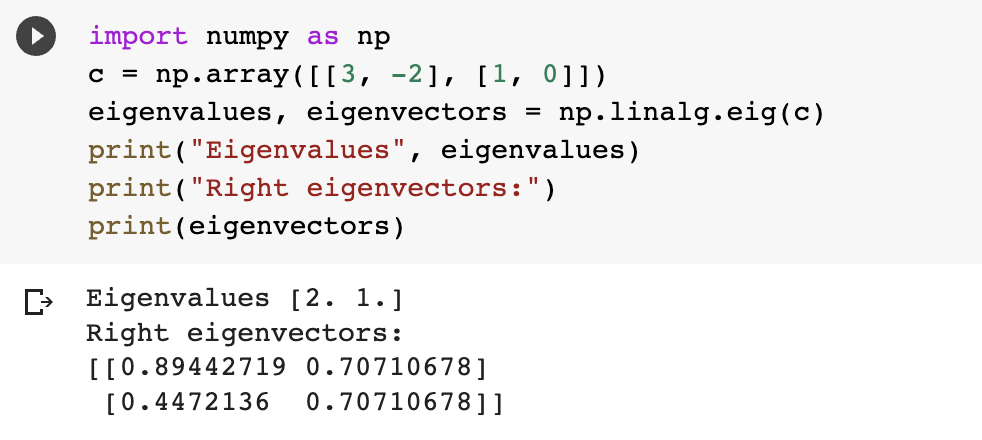 import numpy as np
c = np.array([[3, -2], [1, 0]])
eigenvalues, eigenvectors = np.linalg.eig(c)
print("Eigenvalues", eigenvalues)
print("Right eigenvectors:")
print(eigenvectors)
Eigenvalues [2. 1.]
Right eigenvectors:
[[0.89442719 0.70710678]
 [0.4472136  0.70710678]]